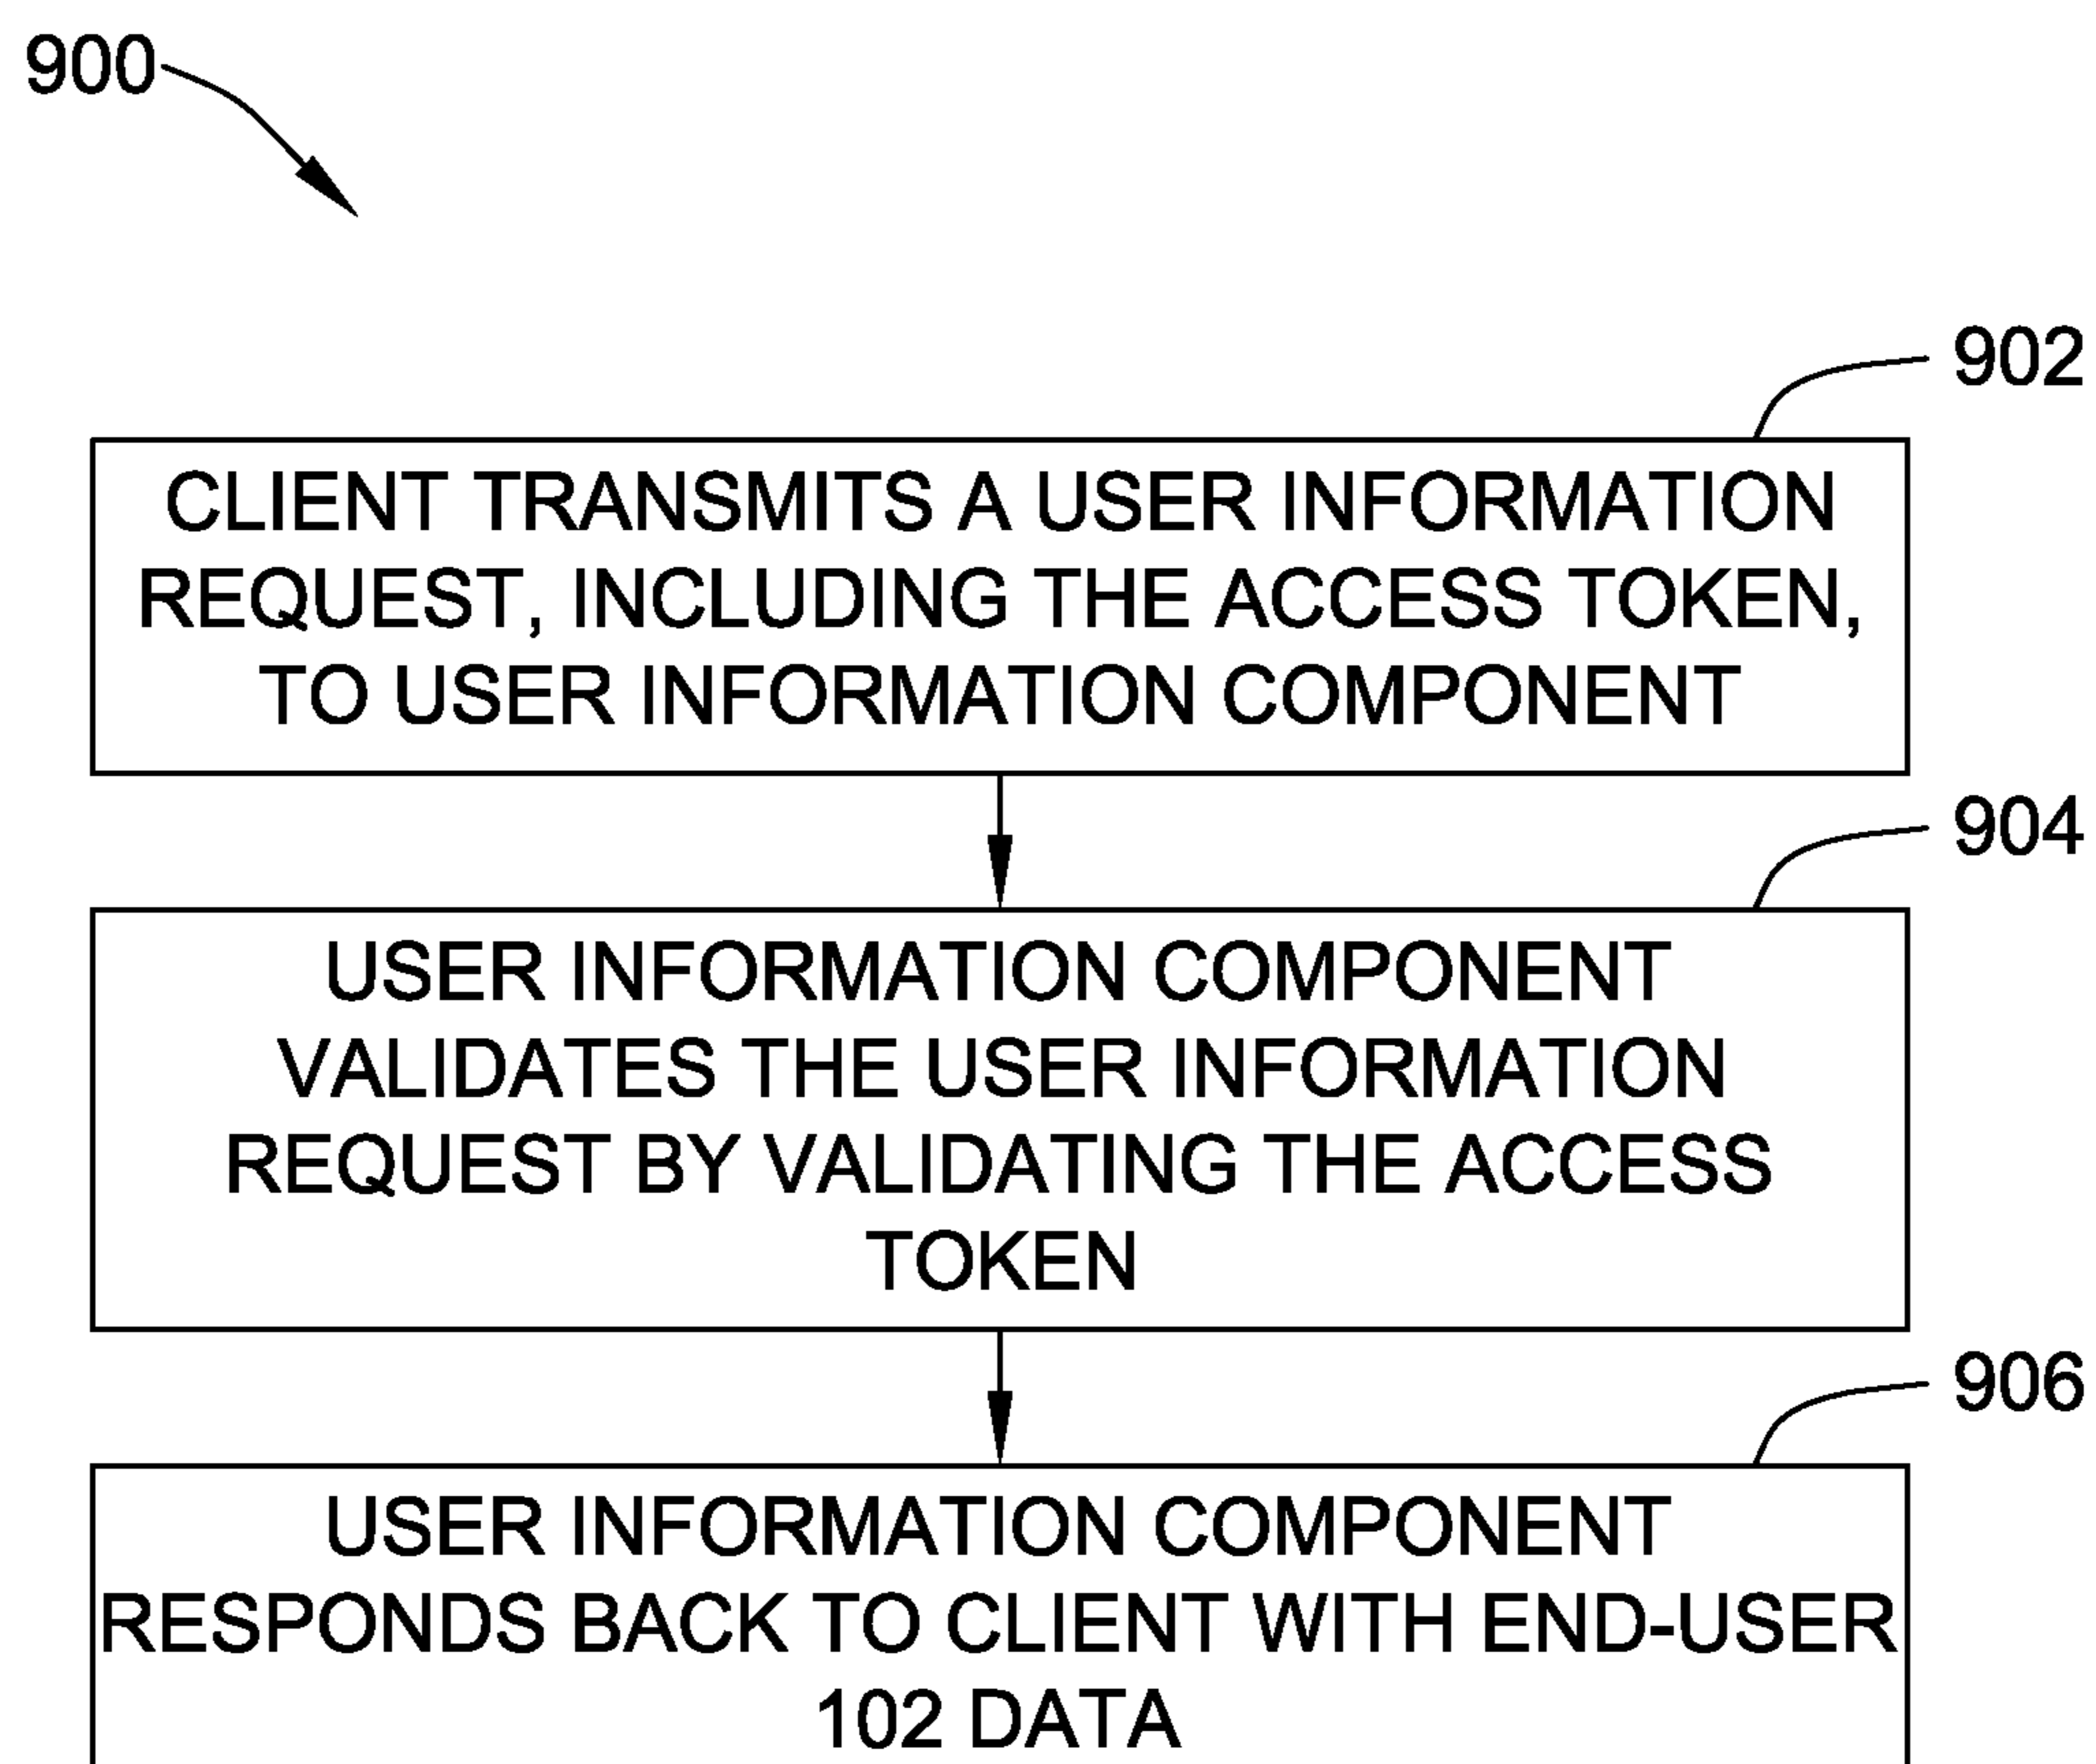 900
902
CLIENT TRANSMITS A USER INFORMATION
REQUEST, INCLUDING THE ACCESS TOKEN,
TO USER INFORMATION COMPONENT
904
USER INFORMATION COMPONENT
VALIDATES THE USER INFORMATION
REQUEST BY VALIDATING THE ACCESS
TOKEN
906
USER INFORMATION COMPONENT
RESPONDS BACK TO CLIENT WITH END-USER
102 DATA